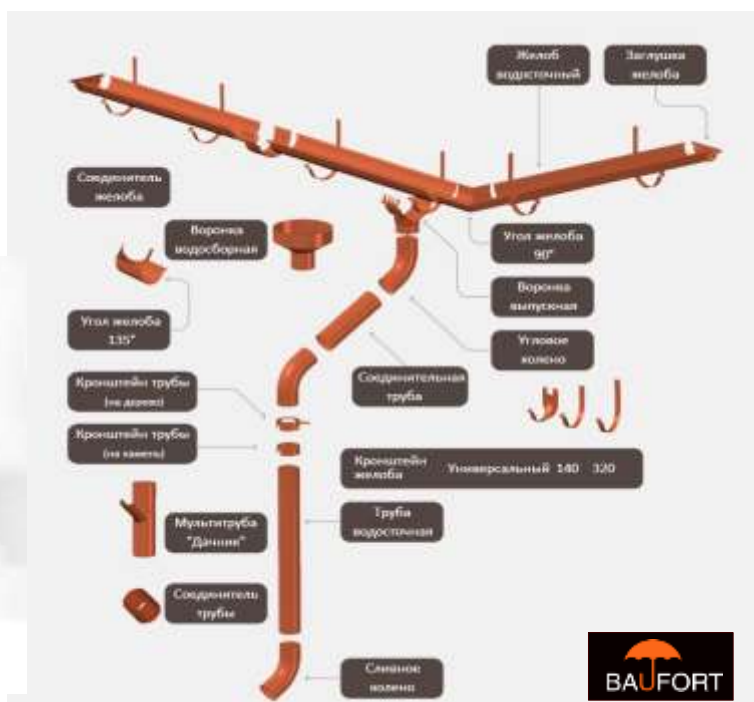 Желоб
водосточный
Заглушка
желоба
Соединитель
желоба
Воронка
водосборная
Угол желоба
90°
Воронка
выпускная
Угол желоба
135°
Угловое
колено
Соединительная
труба
Кронштейн трубы
(на дерево)
Кронштейн трубы
(на камень)
Кронштейн
желоба
Универсальный 140 320
Мультитруба
"Дачник"
Труба
водосточная
Соединитель
трубы
Сливное
колено
BAUFORT